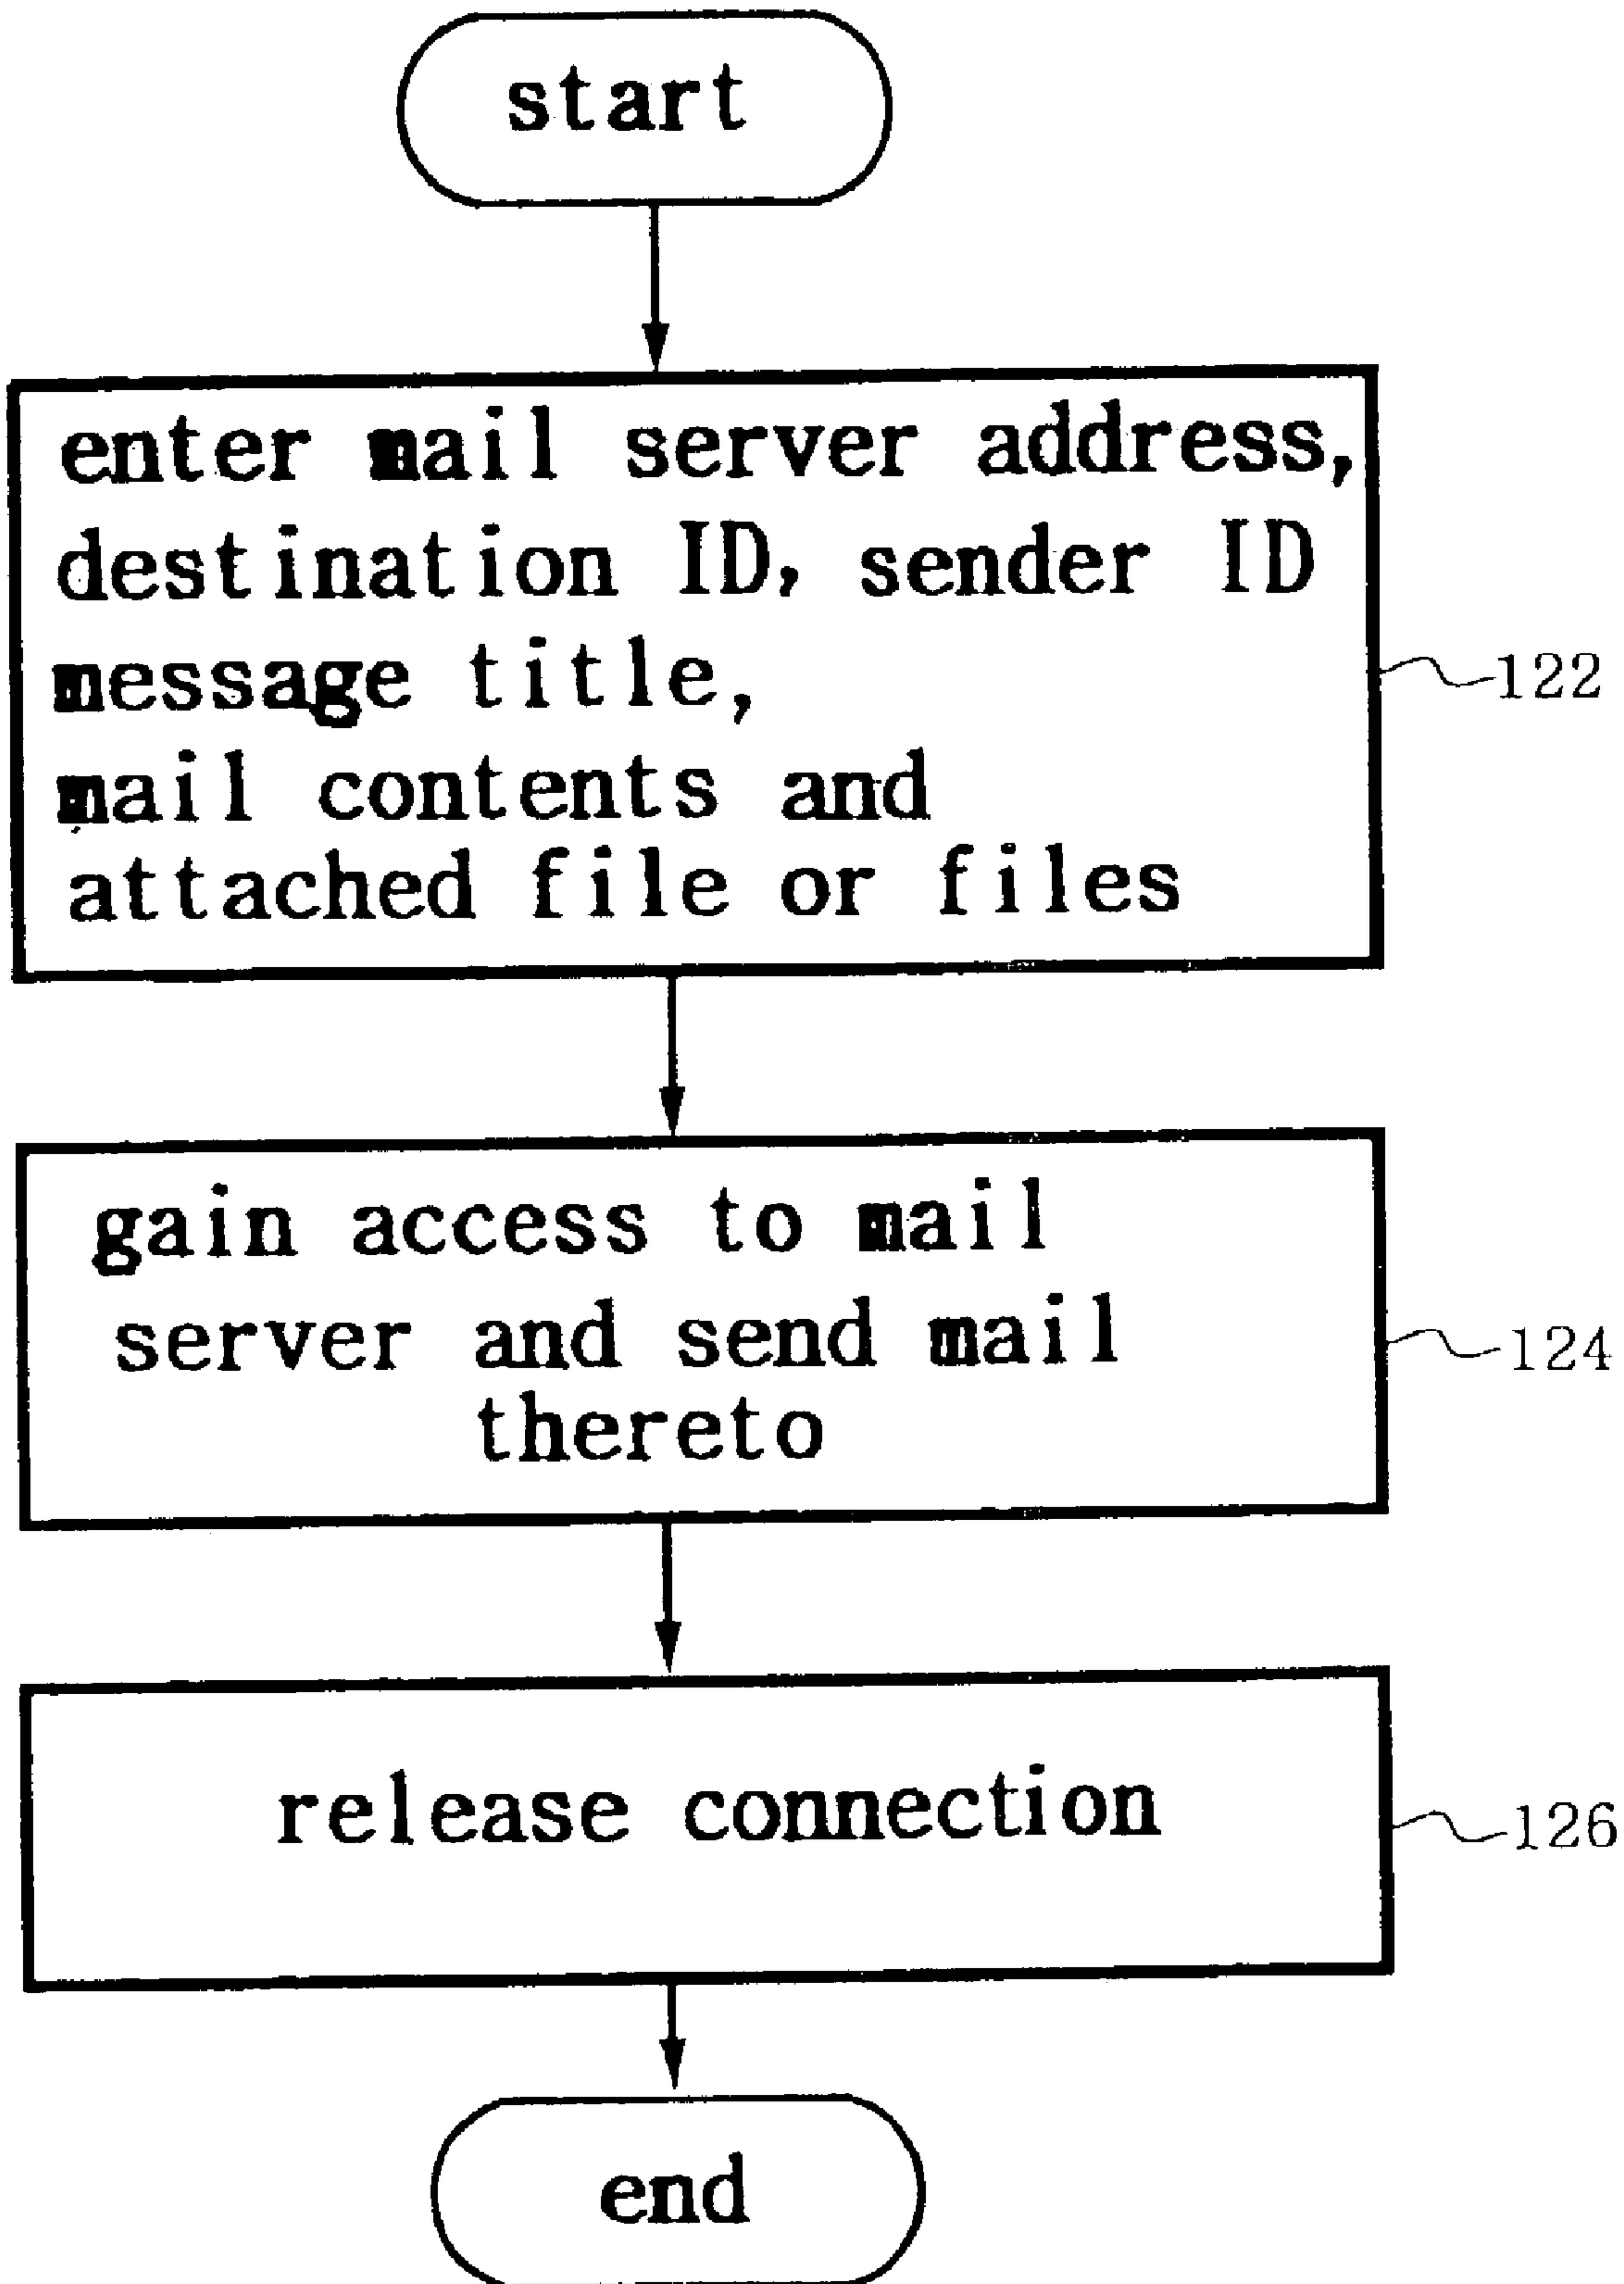 start
enter mail server address,
destination ID, sender ID
message title,
mail contents and
attached file or files
122
gain access to mail
server and send mail
thereto
124
release connection
126
end